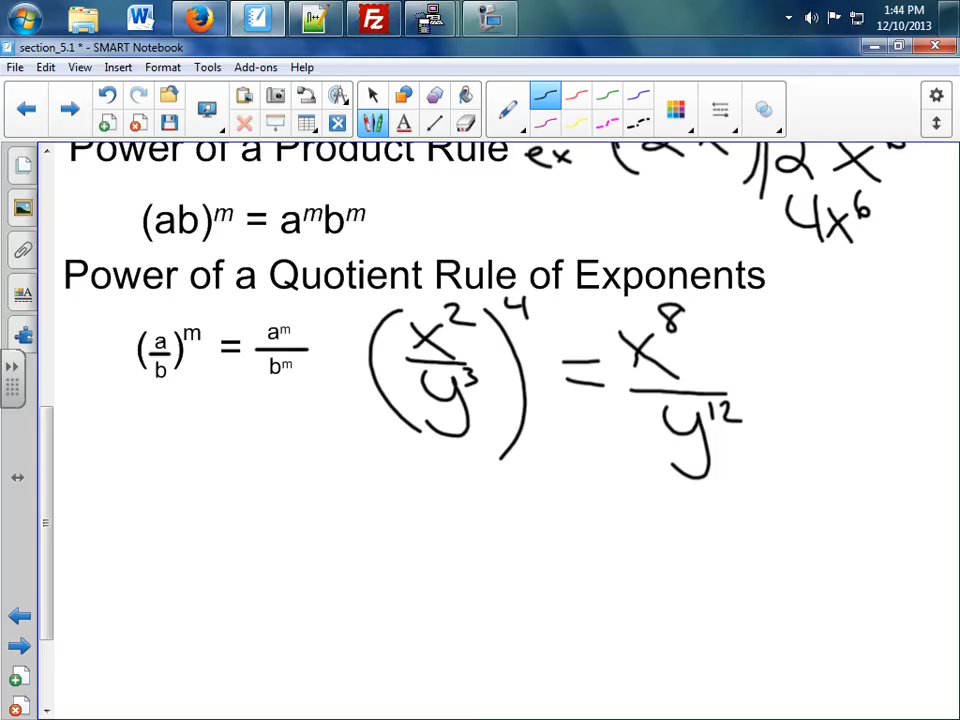 1:44 PM
12/10/2013
section_5.1 * - SMART Notebook
File Edit View Insert Format Tools Add-ons Help
Power of a Product Rule ex
(ab)^m = a^m b^m
4x^6
Power of a Quotient Rule of Exponents
(a/b)^m = a^m/b^m (x^2/y^3)^4 = x^8/y^12